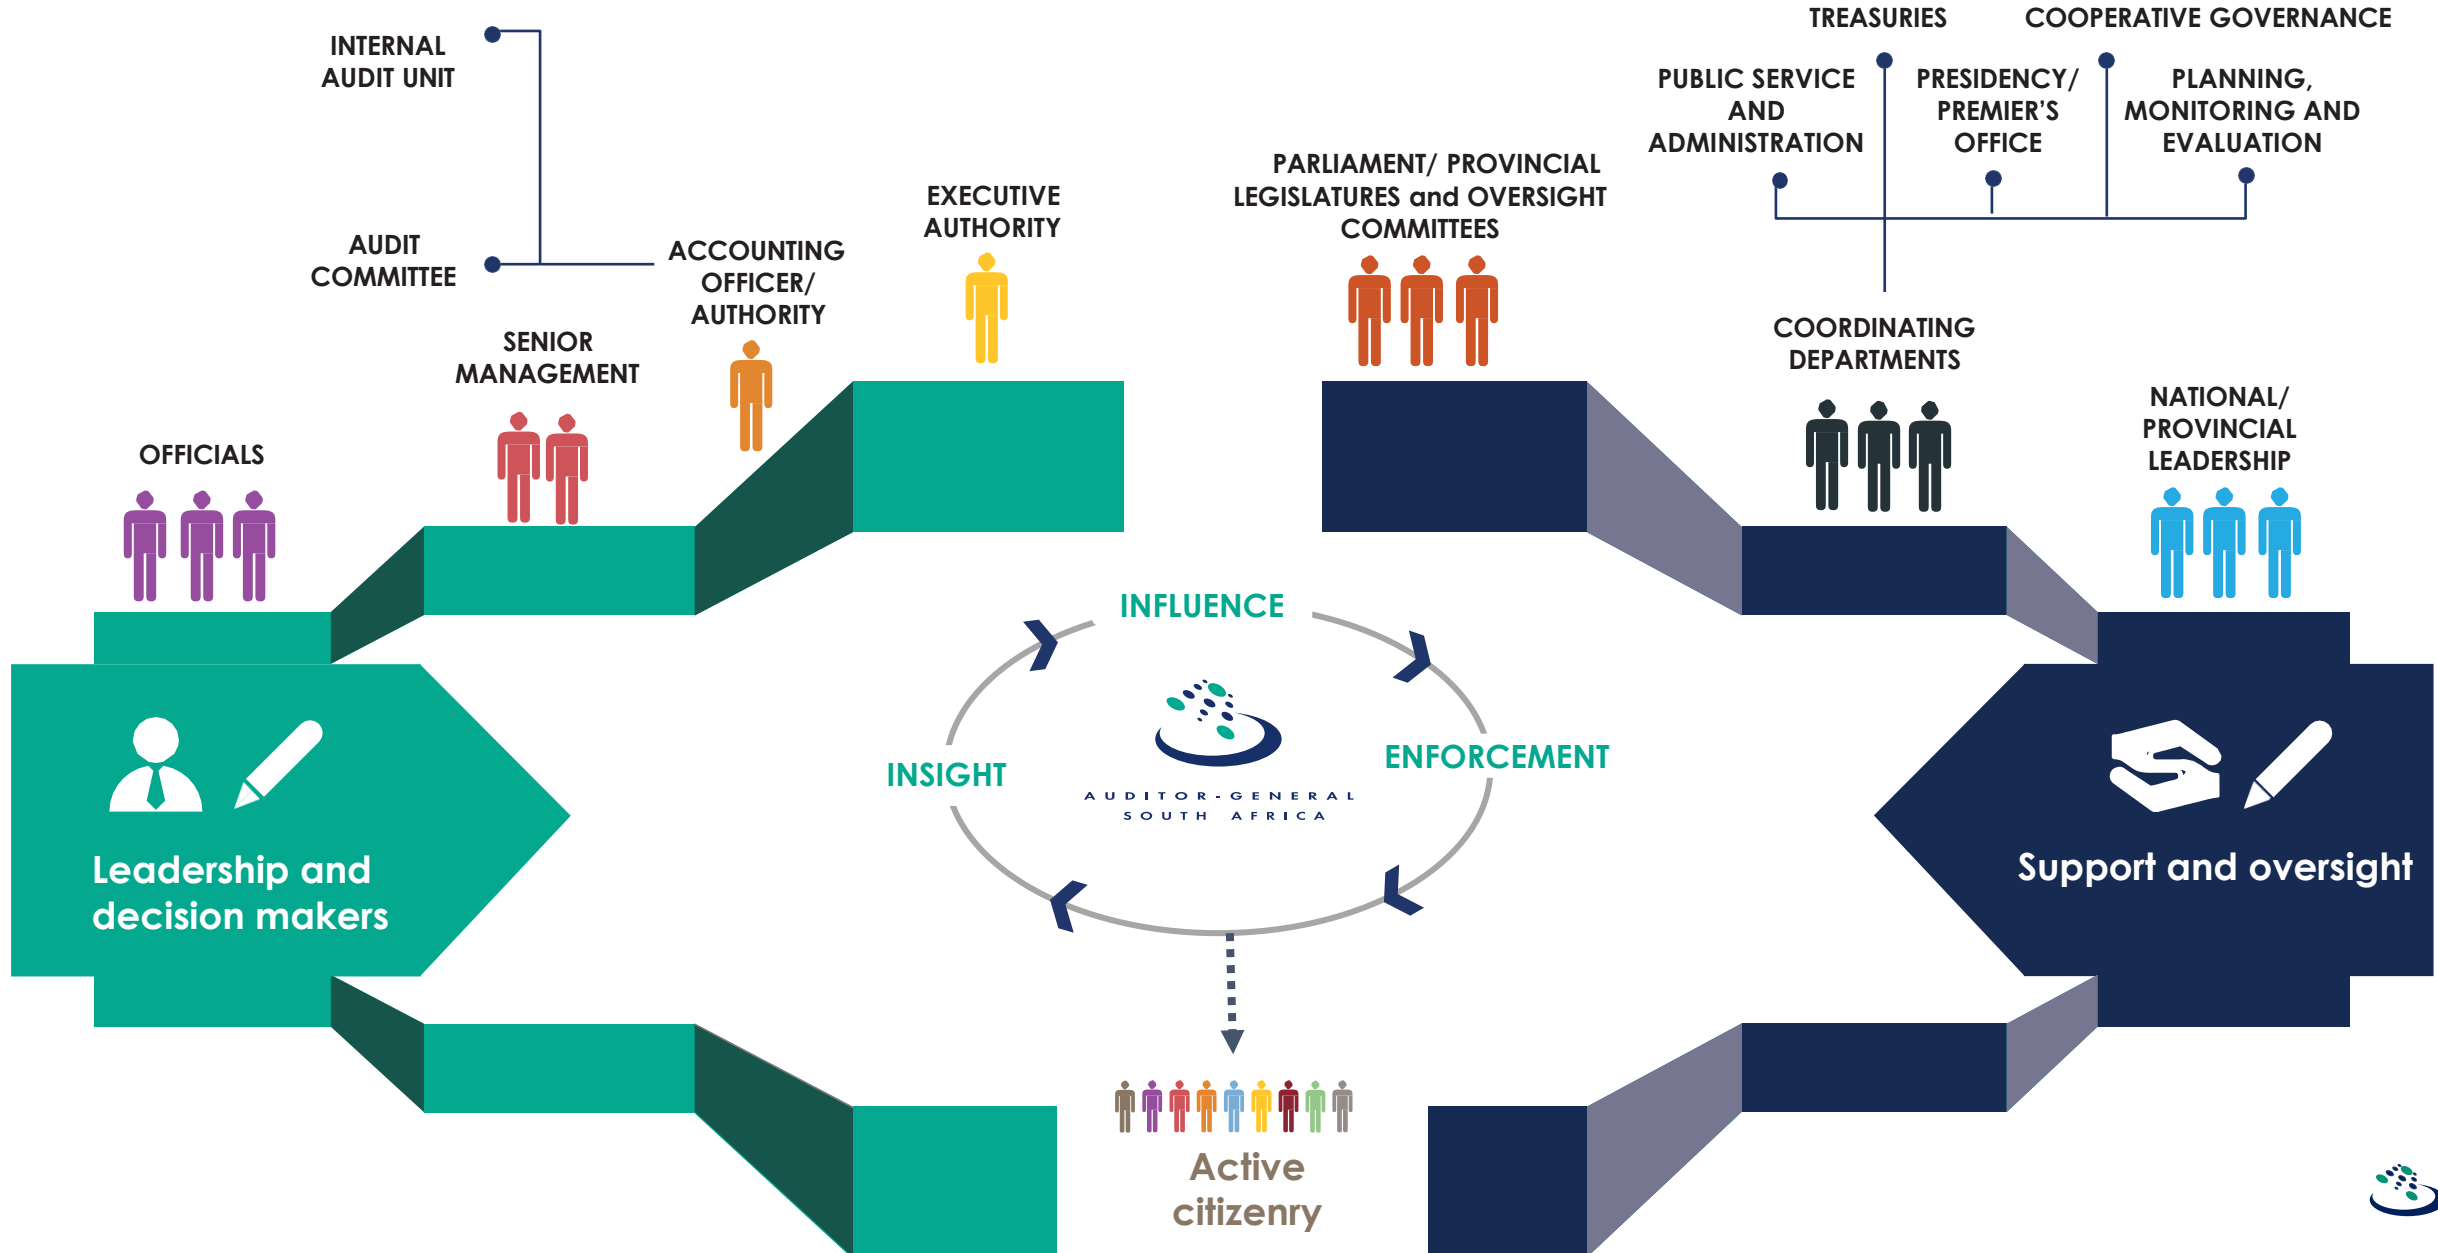 INTERNAL
AUDIT UNIT
AUDIT
COMMITTEE
OFFICIALS
SENIOR
MANAGEMENT
ACCOUNTING
OFFICER/
AUTHORITY
EXECUTIVE
AUTHORITY
PARLIAMENT/ PROVINCIAL
LEGISLATURES and OVERSIGHT
COMMITTEES
TREASURIES
COOPERATIVE GOVERNANCE
PUBLIC SERVICE
AND
ADMINISTRATION
PRESIDENCY/
PREMIER’S
OFFICE
PLANNING,
MONITORING AND
EVALUATION
COORDINATING
DEPARTMENTS
NATIONAL/
PROVINCIAL
LEADERSHIP
Leadership and
decision makers
INFLUENCE
INSIGHT
ENFORCEMENT
AUDITOR-GENERAL
SOUTH AFRICA
Support and oversight
Active
citizenry